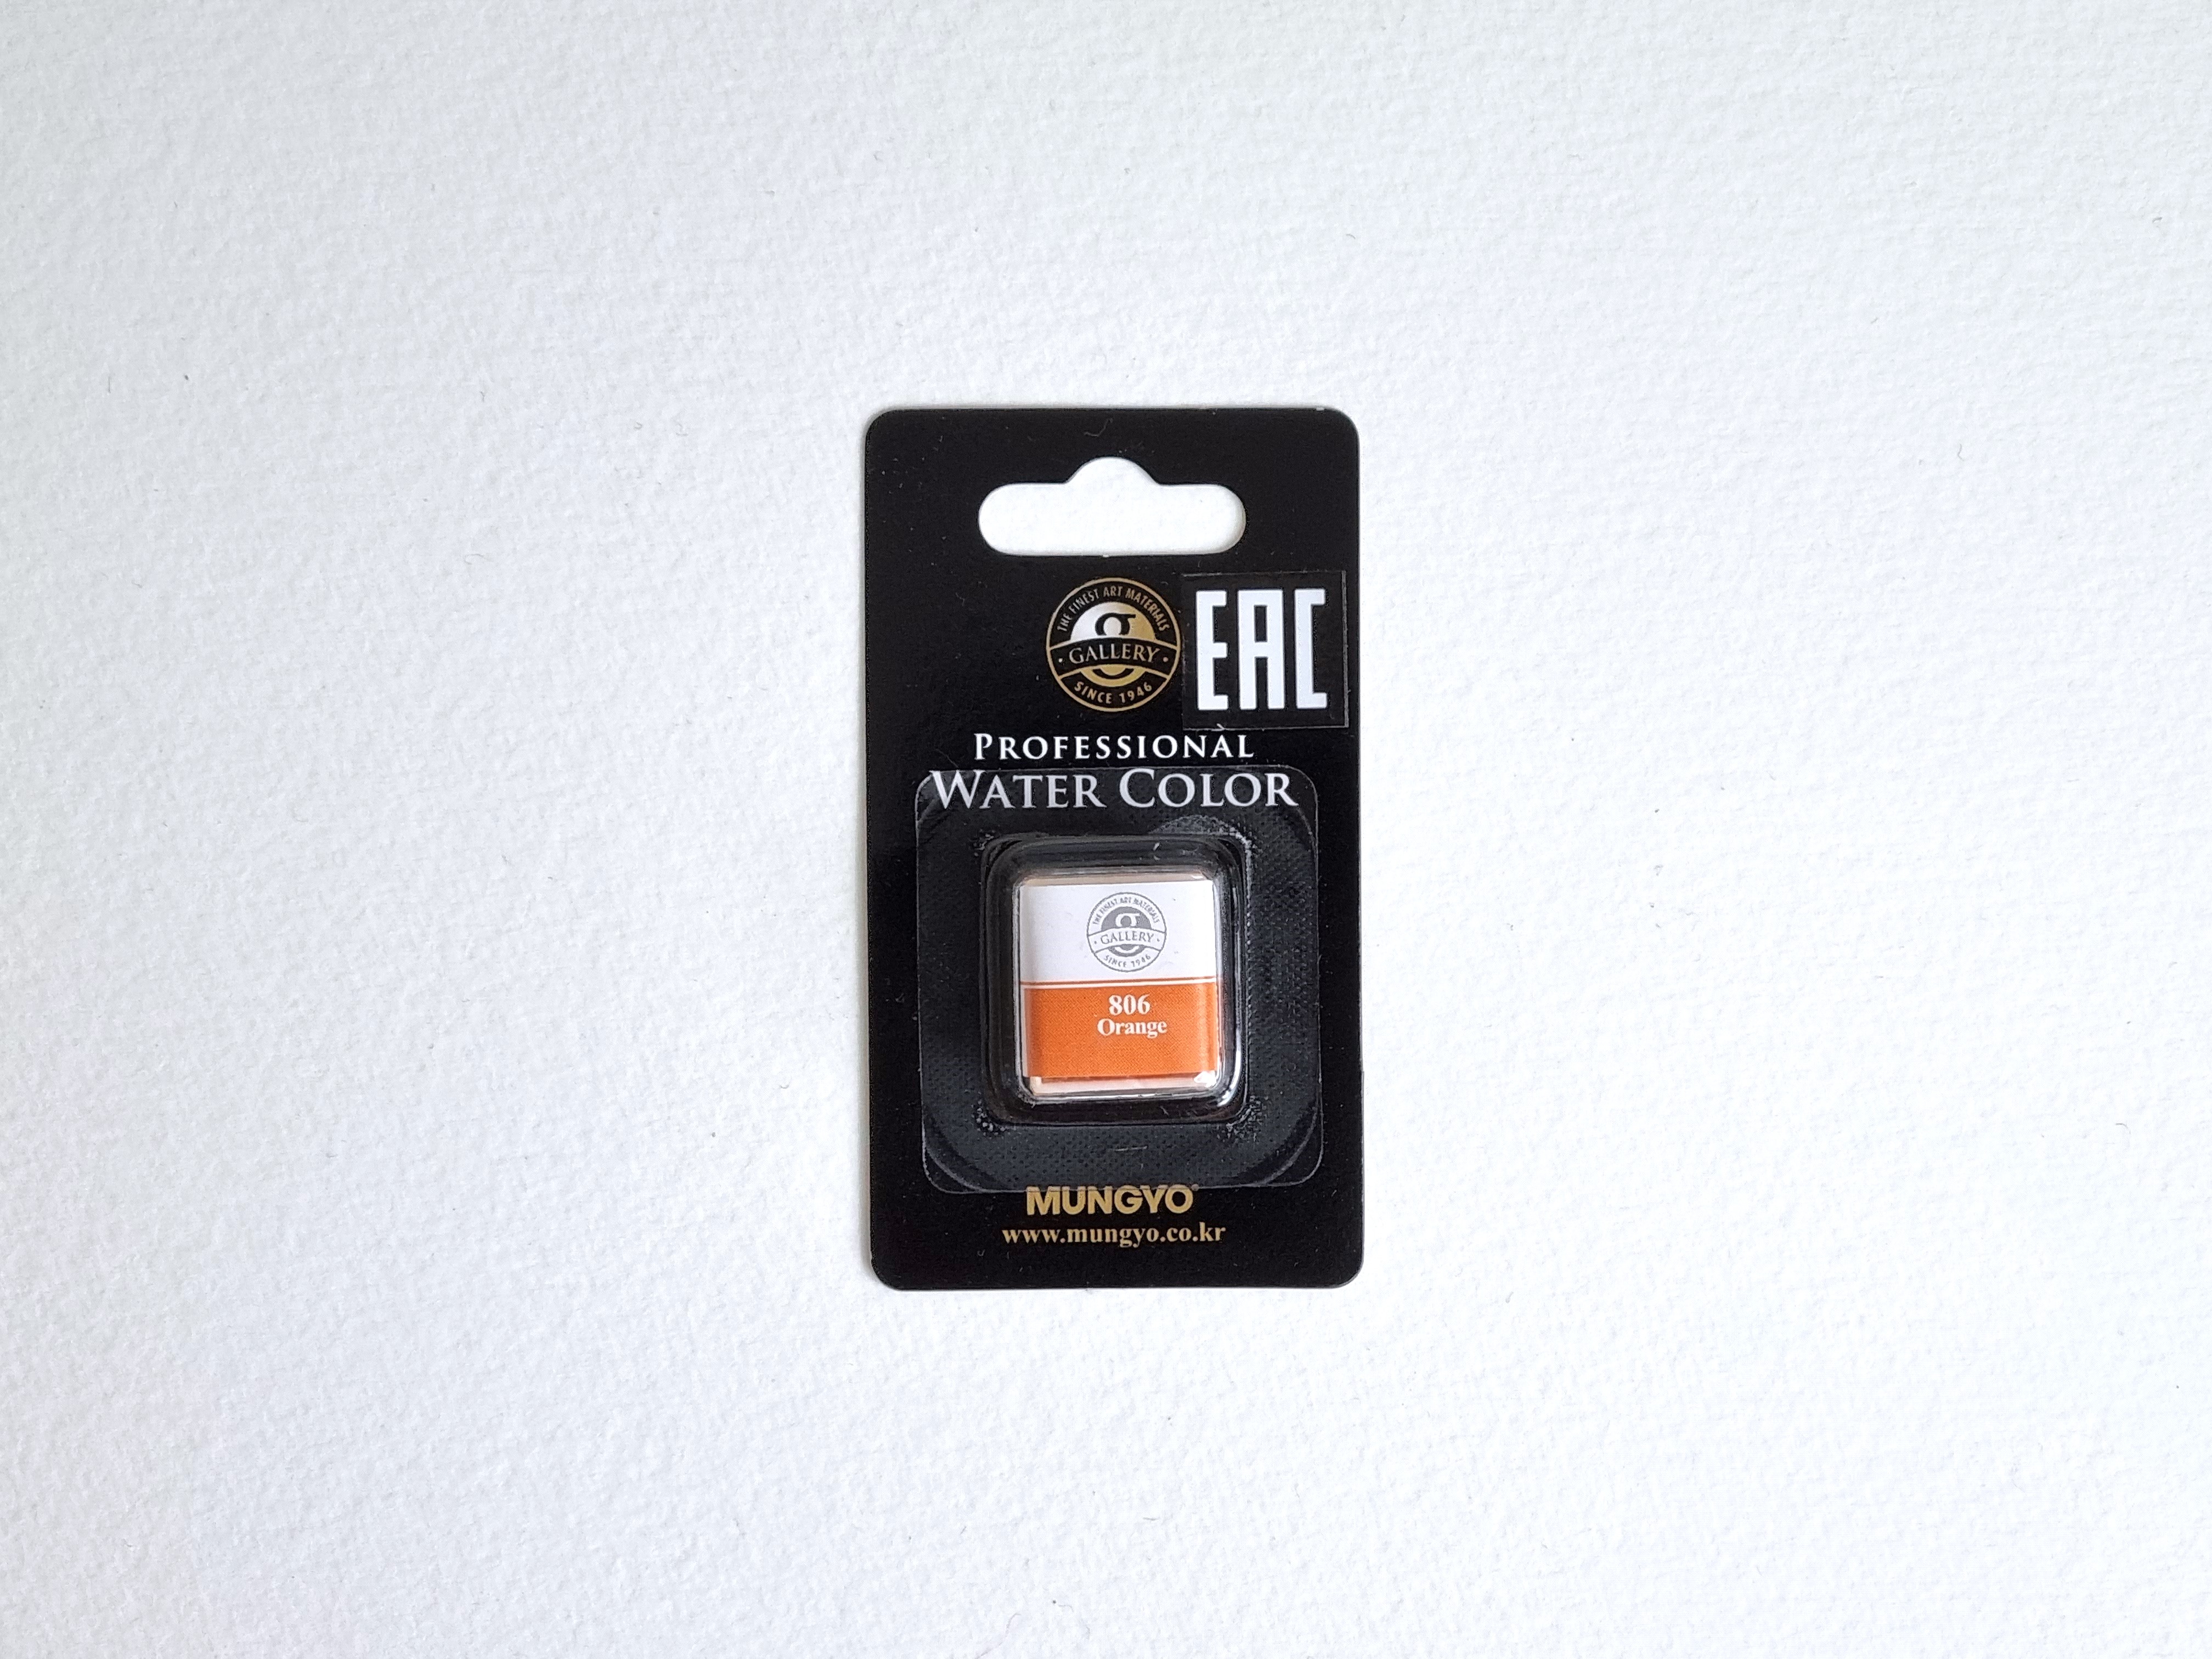 THE FINEST ART MATERIALS
g
GALLERY
SINCE 1946
EAC
PROFESSIONAL
WATER COLOR
THE FINEST ART MATERIALS
g
GALLERY
SINCE 1946
806
Orange
MUNGYO
www.mungyo.co.kr